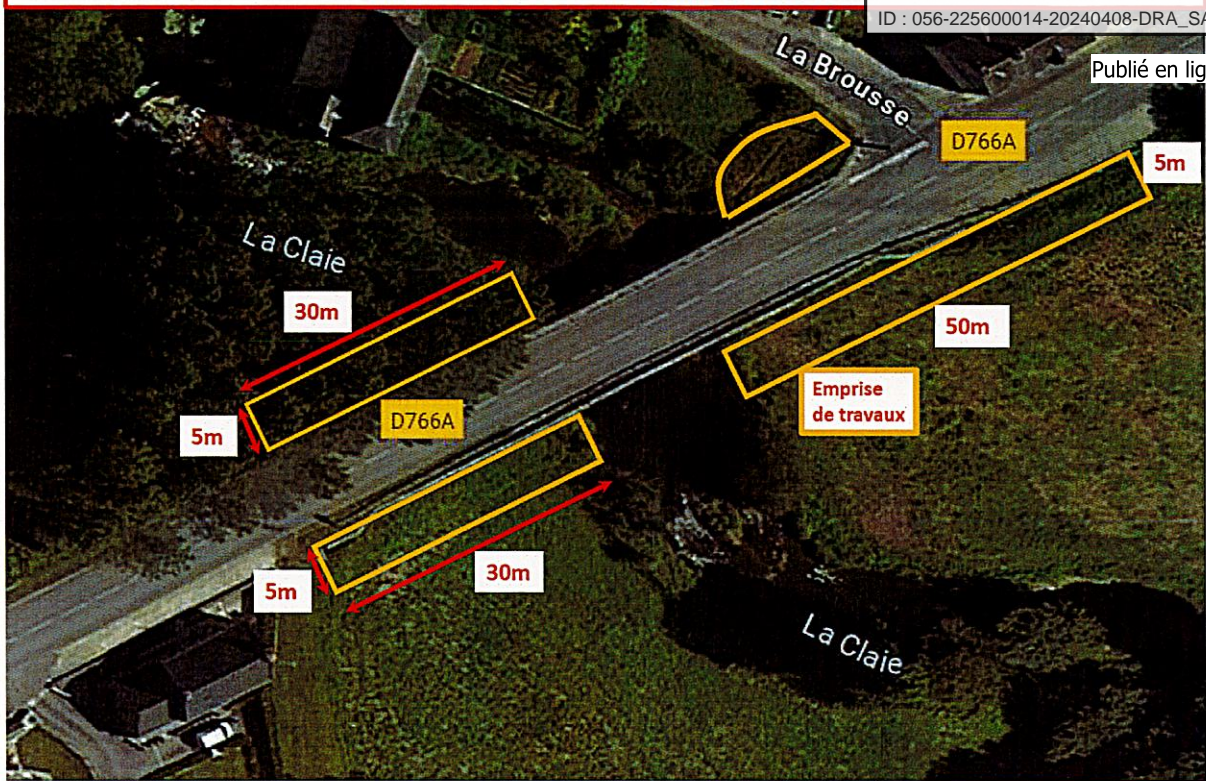 ID : 056-225600014-20240408-DRA_SA
Publié en lig
La Brousse
D766A
5m
La Claie
30m
50m
Emprise
de travaux
5m
D766A
30m
5m
La Claie